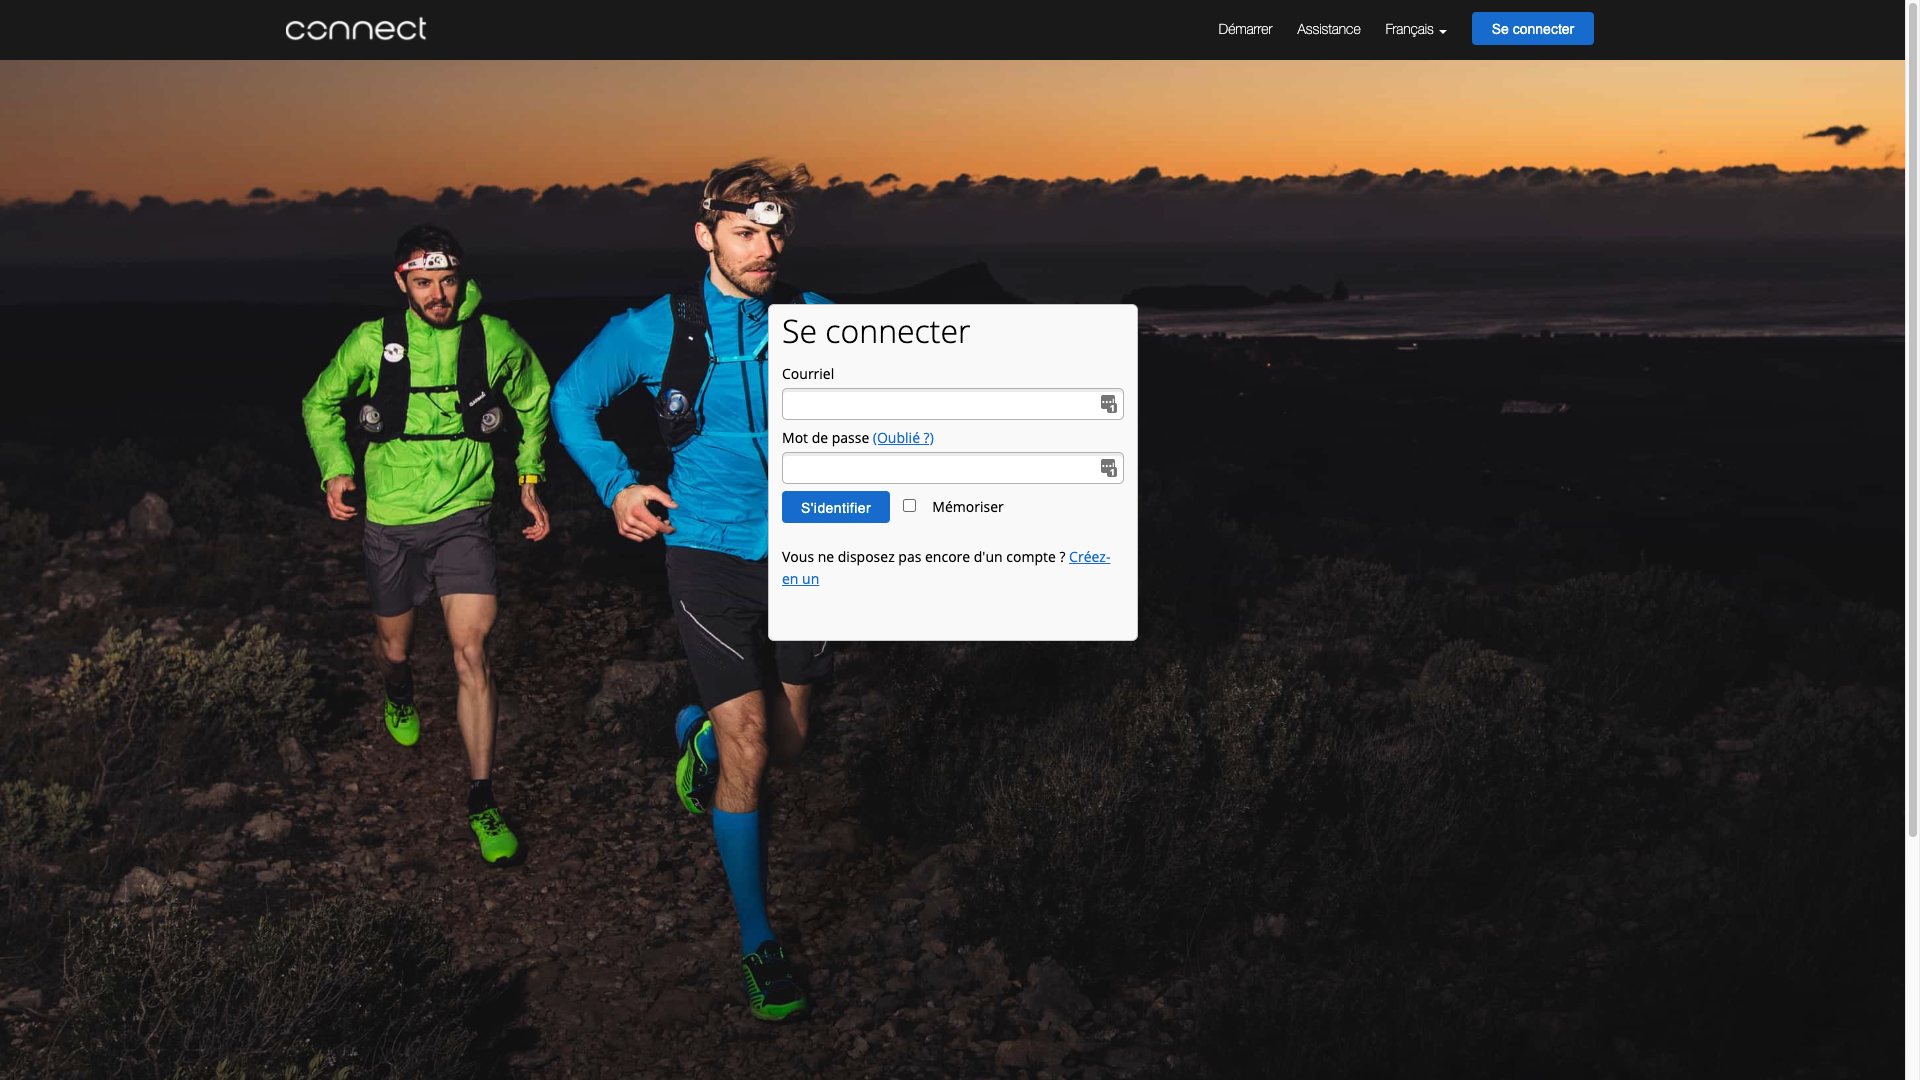 connect
Démarrer
Assistance
Français
Se connecter
Se connecter
Courriel
Mot de passe (Oublié ?)
S'identifier
Mémoriser
Vous ne disposez pas encore d'un compte ? Créez-
en un